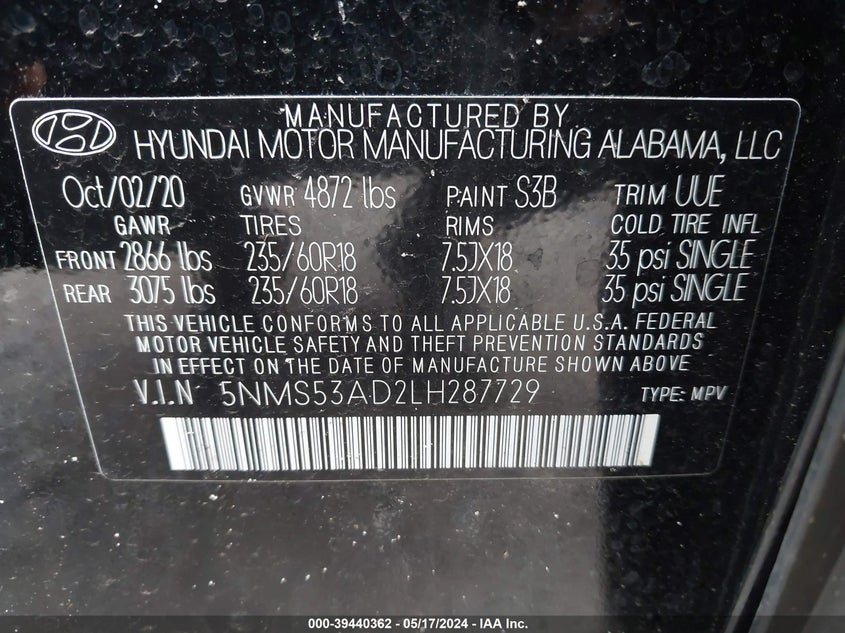 MANUFACTURED BY
HYUNDAI MOTOR MANUFACTURING ALABAMA, LLC
Oct/02/20 GVWR 4872 lbs PAINT S3B TRIM UUE
GAWR TIRES RIMS COLD TIRE INFL
FRONT 2866 lbs 235/60R18 7.5JX18 35 psi SINGLE
REAR 3075 lbs 235/60R18 7.5JX18 35 psi SINGLE
THIS VEHICLE CONFORMS TO ALL APPLICABLE U.S.A. FEDERAL
MOTOR VEHICLE SAFETY AND THEFT PREVENTION STANDARDS
IN EFFECT ON THE DATE OF MANUFACTURE SHOWN ABOVE.
V.I.N 5NMS53AD2LH287729 TYPE: MPV
000-39440362 - 05/17/2024 - IAA Inc.